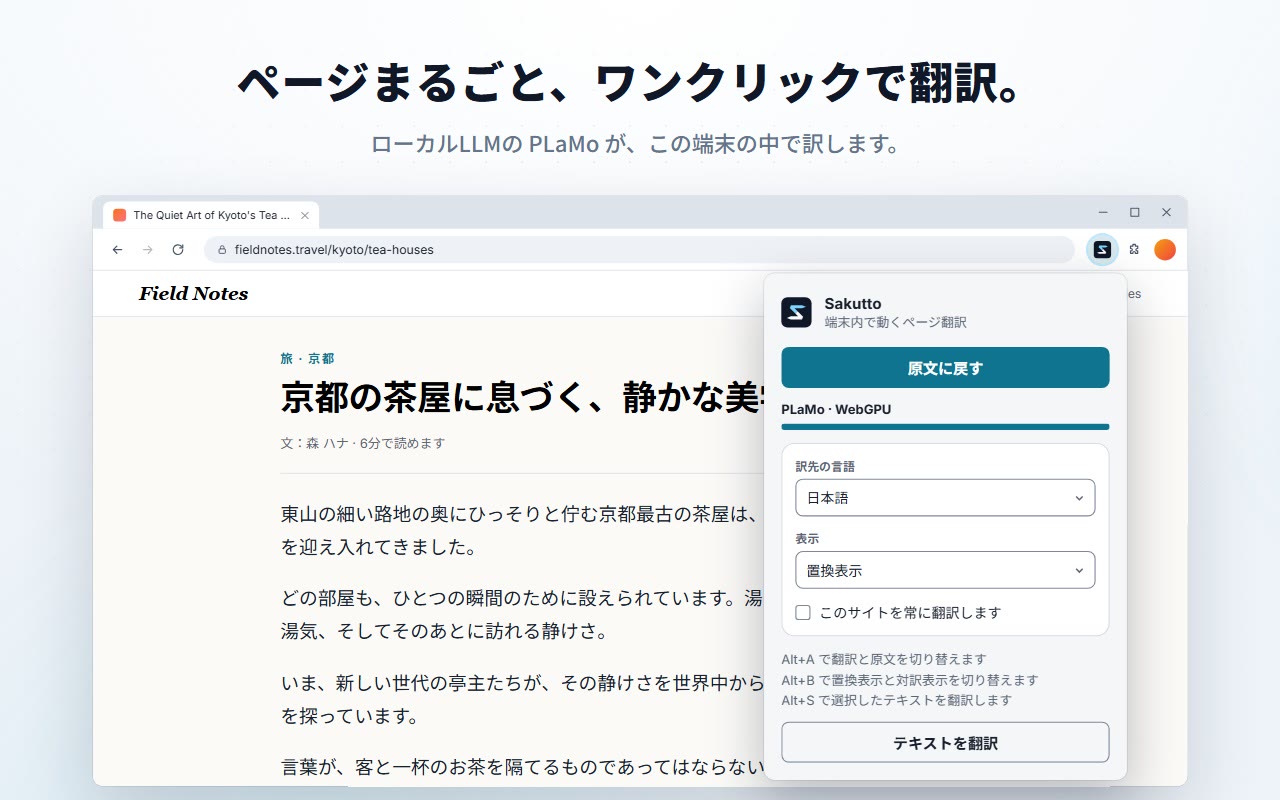 ページまるごと、ワンクリックで翻訳。
ローカルLLMの PLaMo が、この端末の中で訳します。
The Quiet Art of Kyoto's Tea ...
fieldnotes.travel/kyoto/tea-houses
Field Notes
es
旅 · 京都
京都の茶屋に息づく、静かな美
文：森 ハナ · 6分で読めます
東山の細い路地の奥にひっそりと佇む京都最古の茶屋は、
を迎え入れてきました。
どの部屋も、ひとつの瞬間のために設えられています。湯
湯気、そしてそのあとに訪れる静けさ。
いま、新しい世代の亭主たちが、その静けさを世界中から
を探っています。
言葉が、客と一杯のお茶を隔てるものであってはならない
Sakutto
端末内で動くページ翻訳
原文に戻す
PLaMo · WebGPU
訳先の言語
日本語
表示
置換表示
このサイトを常に翻訳します
Alt+A で翻訳と原文を切り替えます
Alt+B で置換表示と対訳表示を切り替えます
Alt+S で選択したテキストを翻訳します
テキストを翻訳